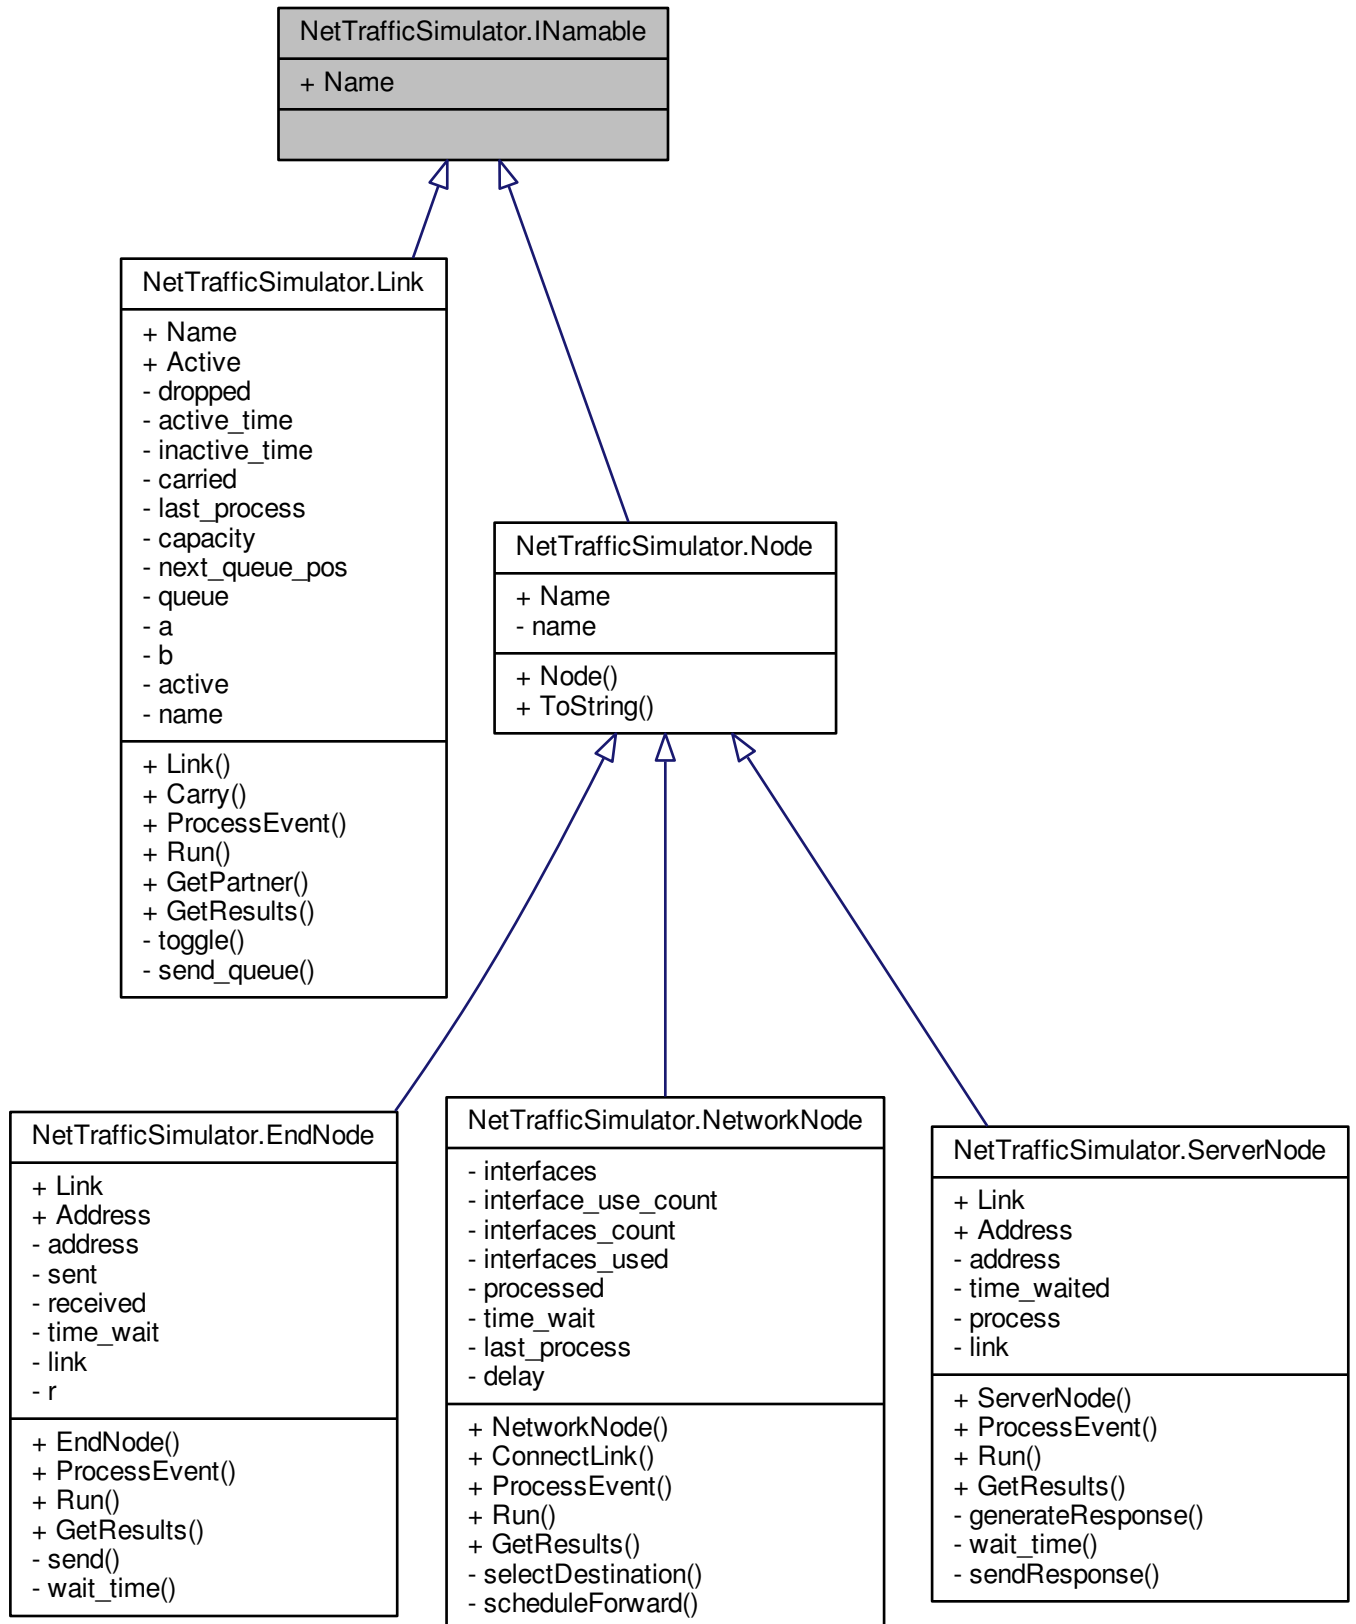 NetTrafficSimulator.INamable
+ Name
NetTrafficSimulator.Link
+ Name
+ Active
- dropped
- active_time
- inactive_time
- carried
- last_process
- capacity
- next_queue_pos
- queue
- a
- b
- active
- name
+ Link()
+ Carry()
+ ProcessEvent()
+ Run()
+ GetPartner()
+ GetResults()
- toggle()
- send_queue()
NetTrafficSimulator.Node
+ Name
- name
+ Node()
+ ToString()
NetTrafficSimulator.EndNode
+ Link
+ Address
- address
- sent
- received
- time_wait
- link
- r
+ EndNode()
+ ProcessEvent()
+ Run()
+ GetResults()
- send()
- wait_time()
NetTrafficSimulator.NetworkNode
- interfaces
- interface_use_count
- interfaces_count
- interfaces_used
- processed
- time_wait
- last_process
- delay
+ NetworkNode()
+ ConnectLink()
+ ProcessEvent()
+ Run()
+ GetResults()
- selectDestination()
- scheduleForward()
NetTrafficSimulator.ServerNode
+ Link
+ Address
- address
- time_waited
- process
- link
+ ServerNode()
+ ProcessEvent()
+ Run()
+ GetResults()
- generateResponse()
- wait_time()
- sendResponse()